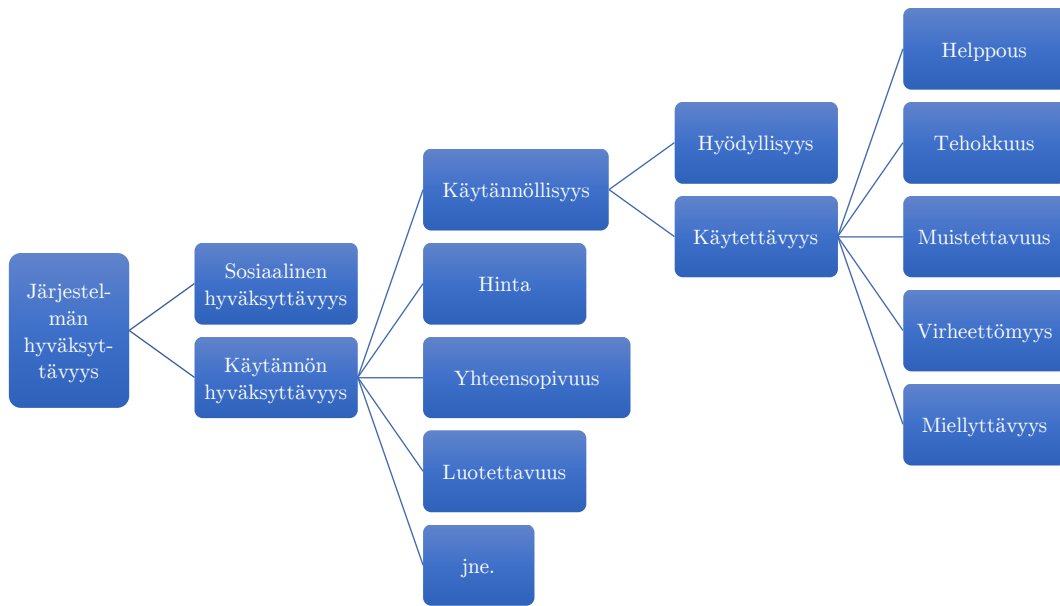 Järjestel-
män
hyväksyt-
tävyys
Sosiaalinen
hyväksyttävyys
Käytännön
hyväksyttävyys
Käytännöllisyys
Hinta
Yhteensopivuus
Luotettavuus
jne.
Hyödyllisyys
Käytettävyys
Helppous
Tehokkuus
Muistettavuus
Virheettömyys
Miellyttävyys